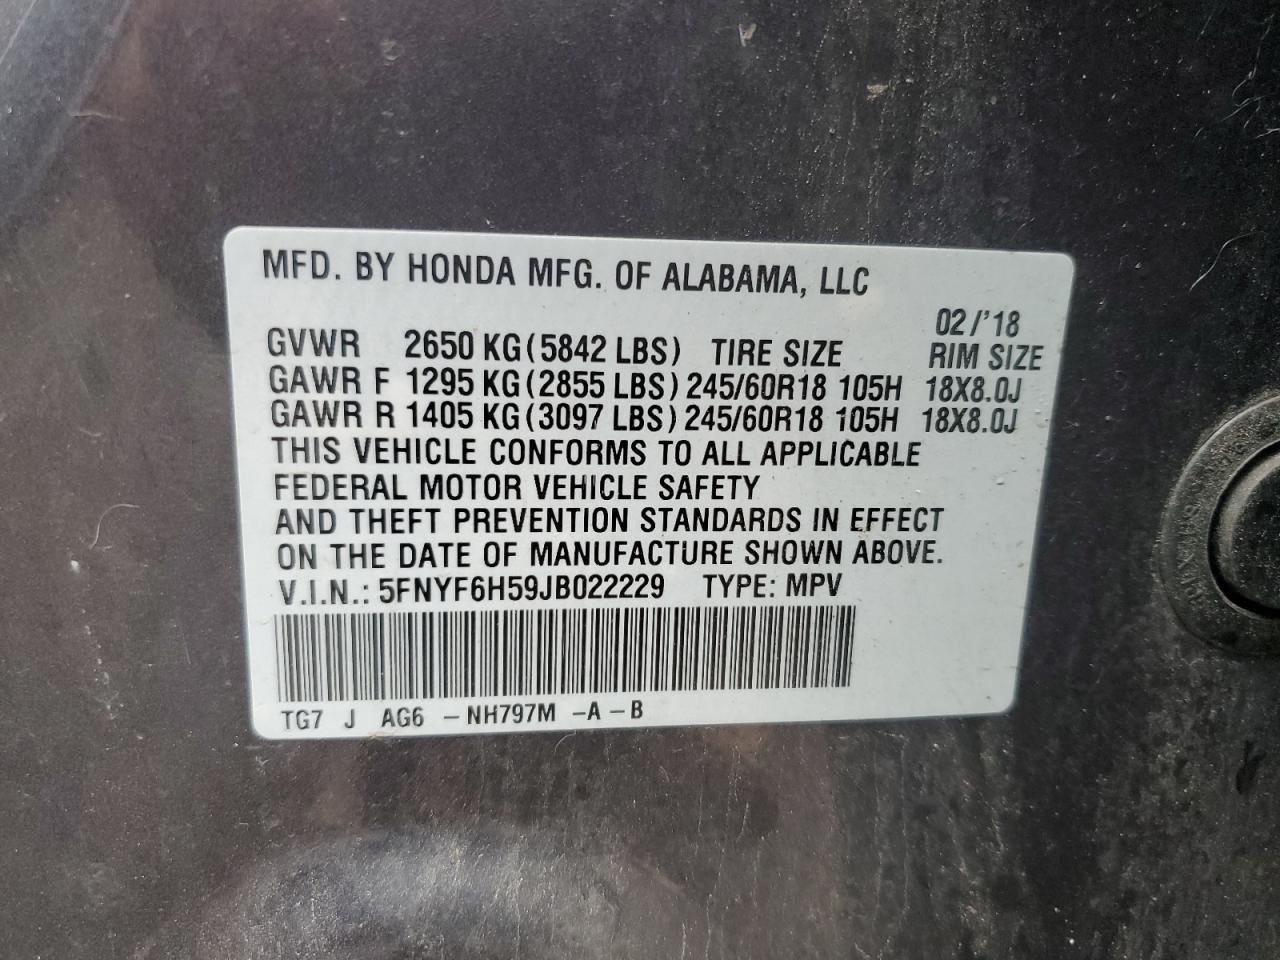 MFD. BY HONDA MFG. OF ALABAMA, LLC
02/'18
GVWR 2650 KG(5842 LBS) TIRE SIZE RIM SIZE
GAWR F 1295 KG(2855 LBS) 245/60R18 105H 18X8.0J
GAWR R 1405 KG(3097 LBS) 245/60R18 105H 18X8.0J
THIS VEHICLE CONFORMS TO ALL APPLICABLE
FEDERAL MOTOR VEHICLE SAFETY
AND THEFT PREVENTION STANDARDS IN EFFECT
ON THE DATE OF MANUFACTURE SHOWN ABOVE.
V.I.N.: 5FNYF6H59JB022229 TYPE: MPV
TG7 J AG6 -NH797M -A-B